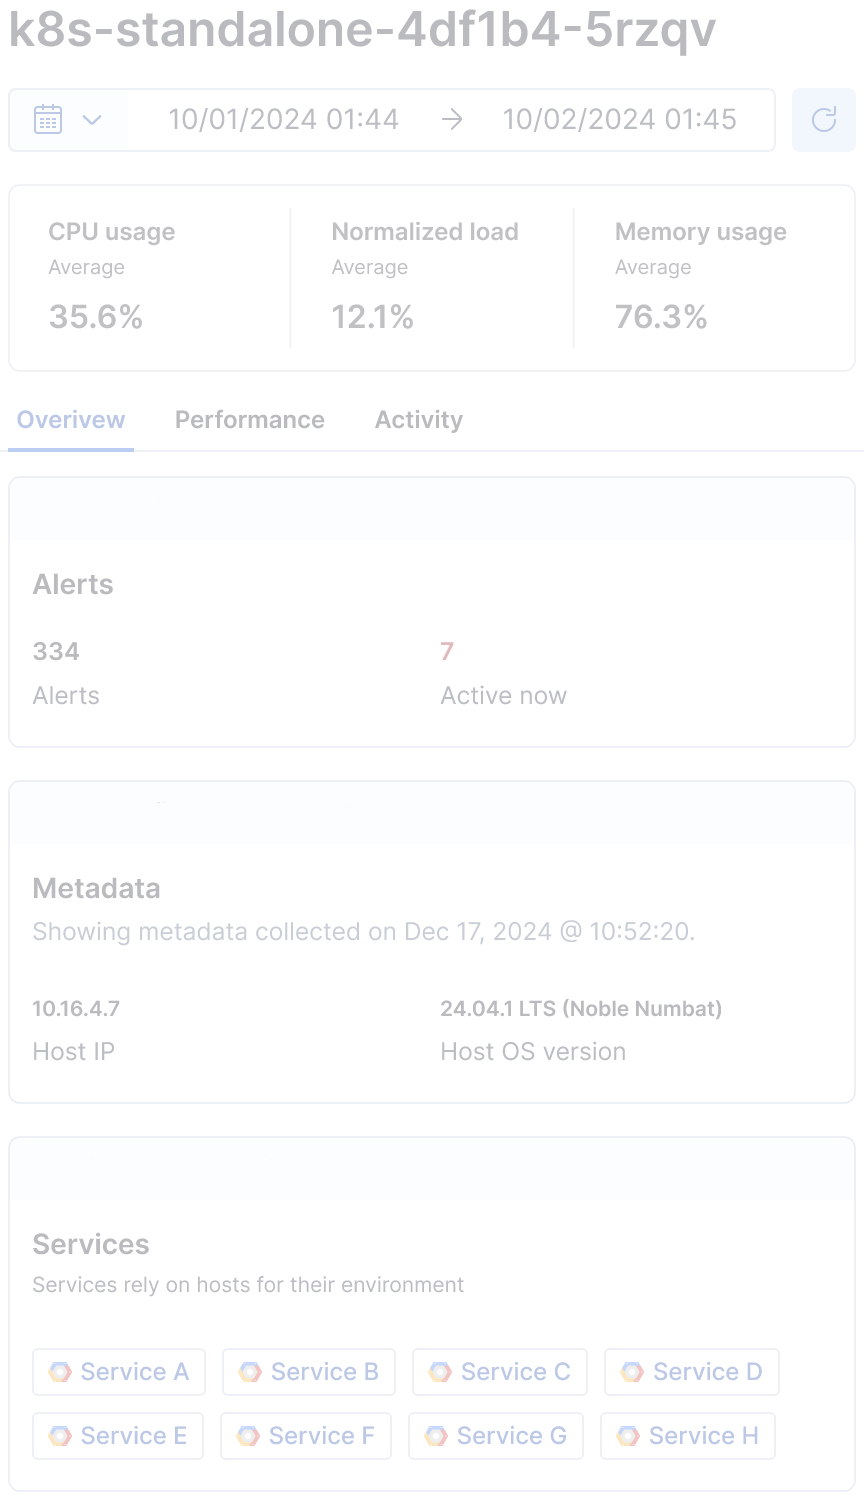 k8s-standalone-4df1b4-5rzqv
10/01/2024 01:44 → 10/02/2024 01:45
CPU usage Normalized load Memory usage
Average Average Average
35.6% 12.1% 76.3%
Overivew Performance Activity
Alerts
334 7
Alerts Active now
Metadata
Showing metadata collected on Dec 17, 2024 @ 10:52:20.
10.16.4.7 24.04.1 LTS (Noble Numbat)
Host IP Host OS version
Services
Services rely on hosts for their environment
Service A Service B Service C Service D
Service E Service F Service G Service H